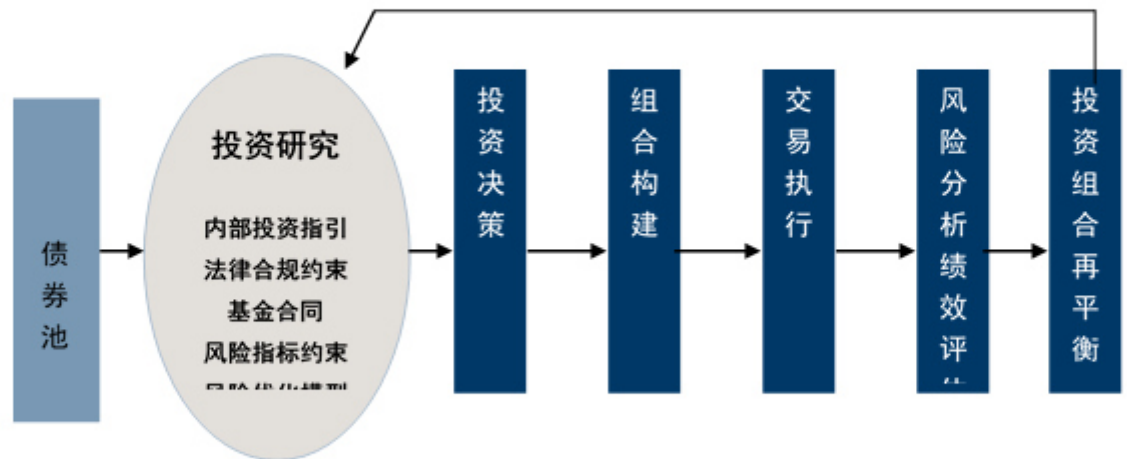 债券池
投资研究
内部投资指引
法律合规约束
基金合同
风险指标约束
投资决策
组合构建
交易执行
风险分析绩效评
投资组合再平衡